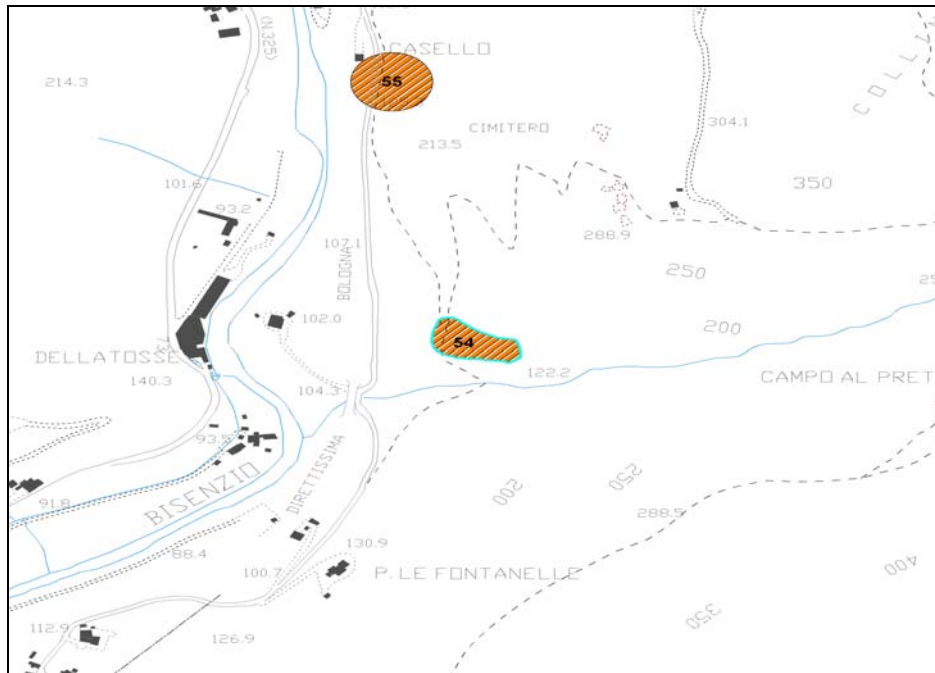 (N.325)
CASELLO
55
214.3
COLLI
304.1
CIMITERO
213.5
101.6
350
93.2
288.9
107.1
BOLOGNA
250
102.0
200
54
DELLATOSSE
122.2
140.3
CAMPO AL PRET
104.3
93.5
DIRETTISSIMA
BISENZIO
250
200
91.8
288.5
88.4
130.9
400
100.7
P. LE FONTANELLE
350
112.9
126.9